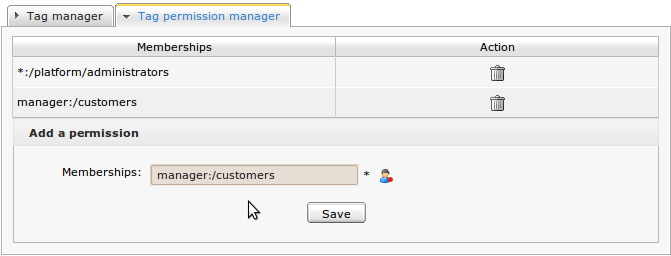 Tag manager
Tag permission manager
Memberships Action
*:/platform/administrators
manager:/customers
Add a permission
Memberships: manager:/customers *
Save